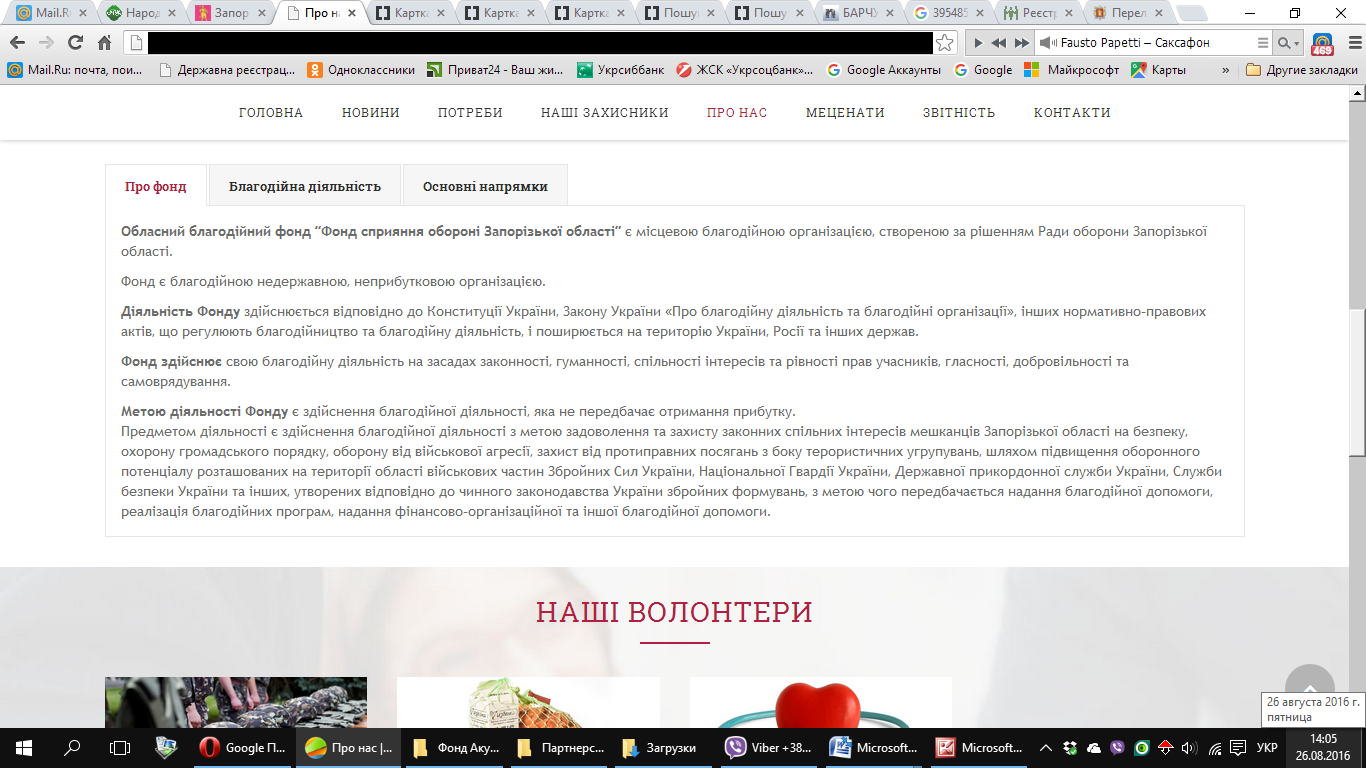 Mail.Ru
Народ
Запор
Про на
Картка
Картка
Картка
Пошу
Пошу
БАРЧУ
395485
Реєстр
Перел
Fausto Papetti – Саксафон
469
Mail.Ru: почта, пои...
Державна реєстрац...
Одноклассники
Приват24 - Ваш жи...
Укрсиббанк
ЖСК «Укрсоцбанк»...
Google Аккаунты
Google
Майкрософт
Карты
»
Другие закладки
ГОЛОВНА
НОВИНИ
ПОТРЕБИ
НАШІ ЗАХИСНИКИ
ПРО НАС
МЕЦЕНАТИ
ЗВІТНІСТЬ
КОНТАКТИ
Про фонд
Благодійна діяльність
Основні напрямки
Обласний благодійний фонд “Фонд сприяння обороні Запорізької області” є місцевою благодійною організацією, створеною за рішенням Ради оборони Запорізької
області.
Фонд є благодійною недержавною, неприбутковою організацією.
Діяльність Фонду здійснюється відповідно до Конституції України, Закону України «Про благодійну діяльність та благодійні організації», інших нормативно-правових
актів, що регулюють благодійництво та благодійну діяльність, і поширюється на територію України, Росії та інших держав.
Фонд здійснює свою благодійну діяльність на засадах законності, гуманності, спільності інтересів та рівності прав учасників, гласності, добровільності та
самоврядування.
Метою діяльності Фонду є здійснення благодійної діяльності, яка не передбачає отримання прибутку.
Предметом діяльності є здійснення благодійної діяльності з метою задоволення та захисту законних спільних інтересів мешканців Запорізької області на безпеку,
охорону громадського порядку, оборону від військової агресії, захист від протиправних посягань з боку терористичних угрупувань, шляхом підвищення оборонного
потенціалу розташованих на території області військових частин Збройних Сил України, Національної Гвардії України, Державної прикордонної служби України, Служби
безпеки України та інших, утворених відповідно до чинного законодавства України збройних формувань, з метою чого передбачається надання благодійної допомоги,
реалізація благодійних програм, надання фінансово-організаційної та іншої благодійної допомоги.
НАШІ ВОЛОНТЕРИ
26 августа 2016 г.
пятница
Google П...
Про нас |...
Фонд Аку...
Партнерс...
Загрузки
Viber +38...
Microsoft...
Microsoft...
УКР
14:05
26.08.2016